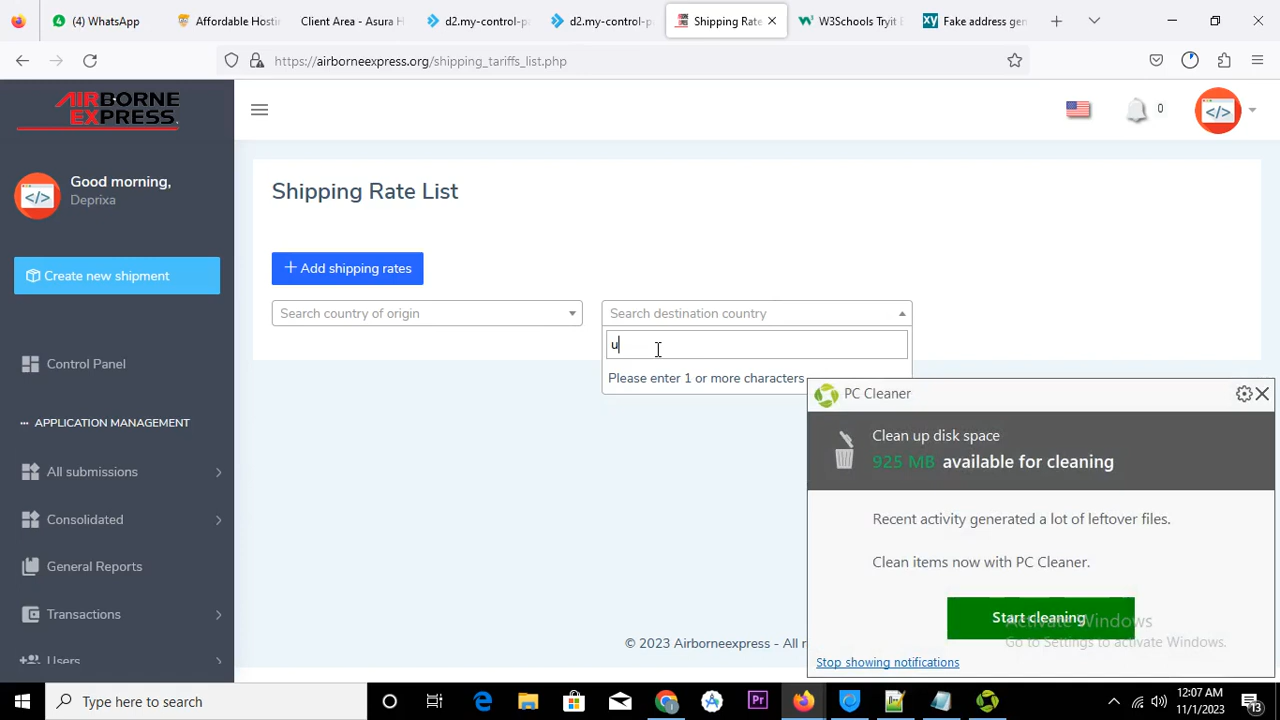 (4) WhatsApp
Affordable Hosti
Client Area - Asura H
d2.my-control-p
d2.my-control-p
Shipping Rate
W3Schools Tryit E
Fake address gen
https://airborneexpress.org/shipping_tariffs_list.php
AIRBORNE
EXPRESS.
0
Good morning,
Deprixa
Shipping Rate List
Create new shipment
+ Add shipping rates
Search country of origin
Search destination country
u
Please enter 1 or more characters
Control Panel
APPLICATION MANAGEMENT
All submissions
Consolidated
General Reports
Transactions
Users
PC Cleaner
Clean up disk space
925 MB available for cleaning
Recent activity generated a lot of leftover files.
Clean items now with PC Cleaner.
Start cleaning
Activate Windows
Go to Settings to activate Windows.
Stop showing notifications
© 2023 Airborneexpress - All r
Type here to search
Pr
12:07 AM
11/1/2023
13